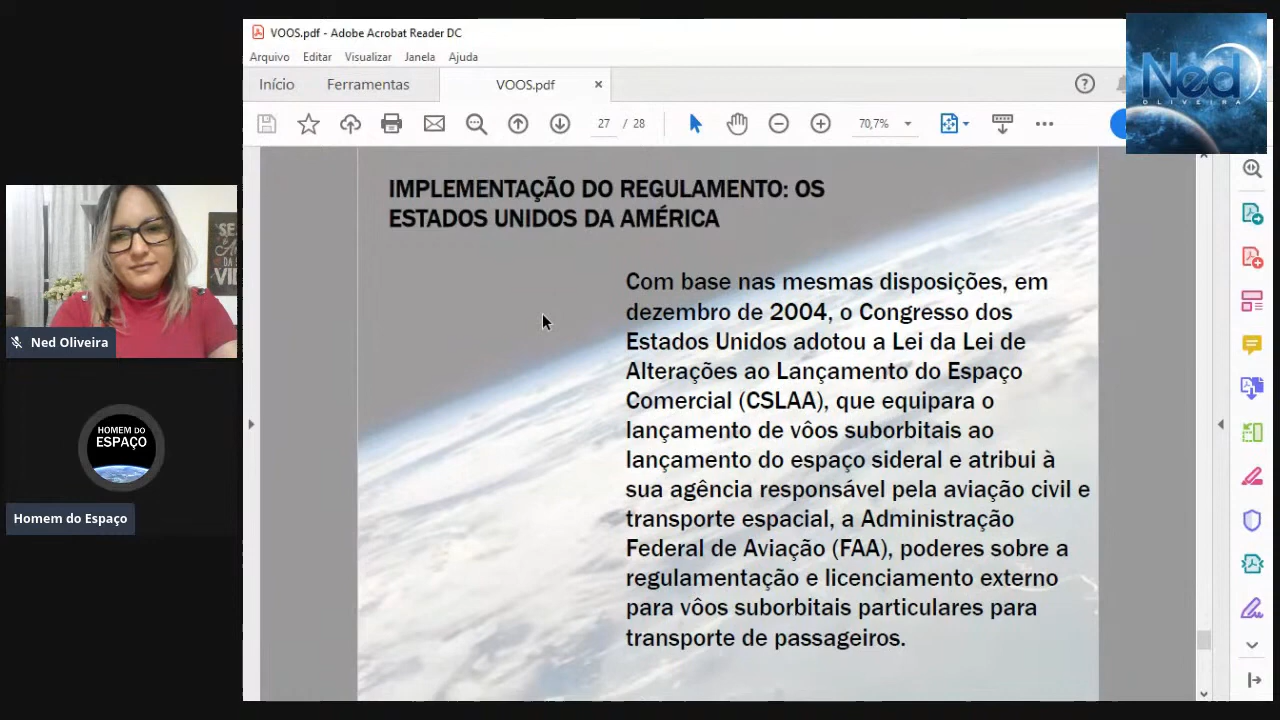 VOOS.pdf - Adobe Acrobat Reader DC
Arquivo Editar Visualizar Janela Ajuda
Início Ferramentas VOOS.pdf
27 / 28 70,7%
Ned
OLIVEIRA
IMPLEMENTAÇÃO DO REGULAMENTO: OS
ESTADOS UNIDOS DA AMÉRICA
Com base nas mesmas disposições, em
dezembro de 2004, o Congresso dos
Estados Unidos adotou a Lei da Lei de
Alterações ao Lançamento do Espaço
Comercial (CSLAA), que equipara o
lançamento de vôos suborbitais ao
lançamento do espaço sideral e atribui à
sua agência responsável pela aviação civil e
transporte espacial, a Administração
Federal de Aviação (FAA), poderes sobre a
regulamentação e licenciamento externo
para vôos suborbitais particulares para
transporte de passageiros.
Ned Oliveira
HOMEM DO
ESPAÇO
Homem do Espaço